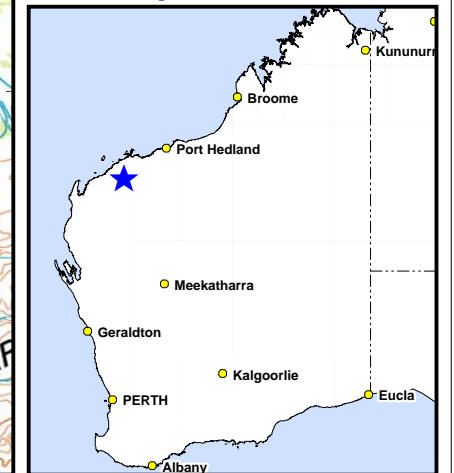 Kununurr
Broome
Port Hedland
Meekatharra
Geraldton
Kalgoorlie
PERTH
Eucla
Albany